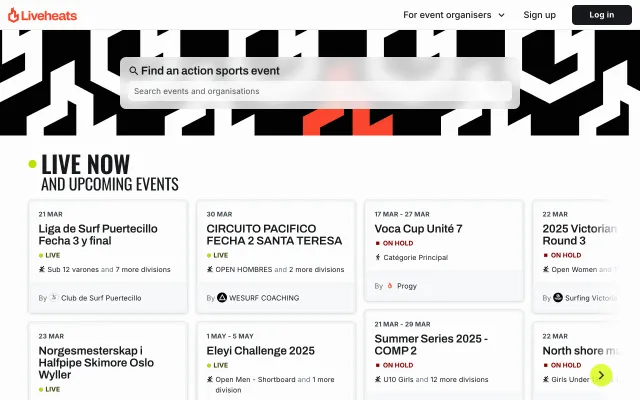 Liveheats
For event organisers
Sign up
Log in
Find an action sports event
Search events and organisations
LIVE NOW
AND UPCOMING EVENTS
21 MAR
Liga de Surf Puertecillo
Fecha 3 y final
LIVE
Sub 12 varones and 7 more divisions
By Club de Surf Puertecillo
30 MAR
CIRCUITO PACIFICO
FECHA 2 SANTA TERESA
LIVE
OPEN HOMBRES and 2 more divisions
By WESURF COACHING
17 MAR - 27 MAR
Voca Cup Unité 7
ON HOLD
Catégorie Principal
By Progy
22 MAR
2025 Victorian
Round 3
ON HOLD
Open Women and
By Surfing Victoria
23 MAR
Norgesmesterskap i
Halfpipe Skimore Oslo
Wyller
LIVE
1 MAY - 5 MAY
Eleyi Challenge 2025
LIVE
Open Men - Shortboard and 1 more
division
21 MAR - 29 MAR
Summer Series 2025 -
COMP 2
ON HOLD
U10 Girls and 12 more divisions
22 MAR
North shore
ON HOLD
Girls Under